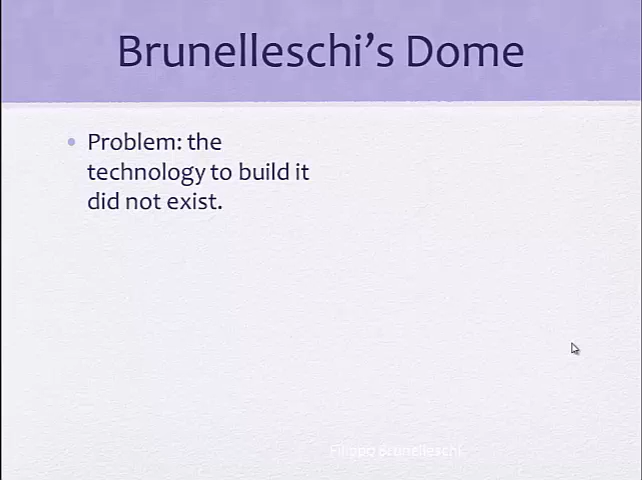 Brunelleschi’s Dome
• Problem: the
technology to build it
did not exist.
Filippo Brunelleschi